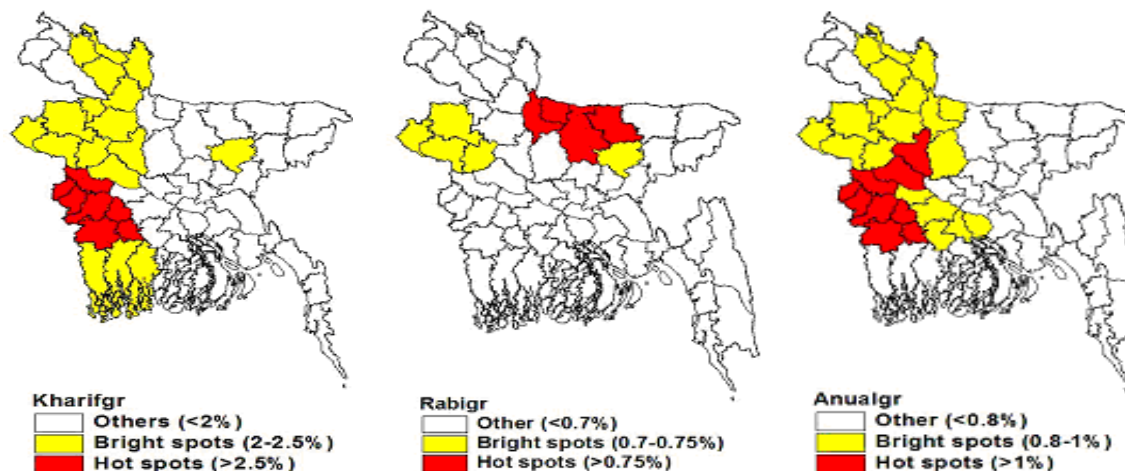 Kharifgr
Others (<2%)
Bright spots (2-2.5%)
Hot spots (>2.5%)
Rabigr
Other (<0.7%)
Bright spots (0.7-0.75%)
Hot spots (>0.75%)
Anualgr
Other (<0.8%)
Bright spots (0.8-1%)
Hot spots (>1%)